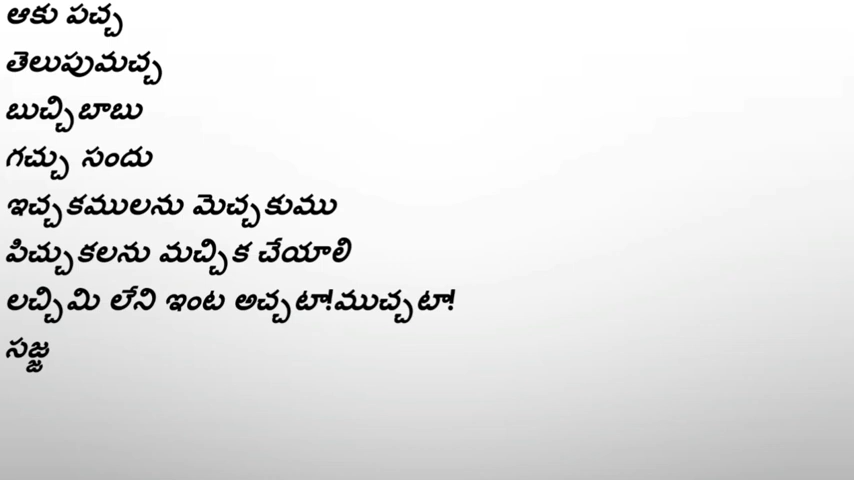 ఆకు పచ్చ
తెలుపుమచ్చ
బుచ్చిబాబు
గచ్చు సందు
ఇచ్చకములను మెచ్చకుము
పిచ్చుకలను మచ్చిక చేయాలి
లచ్చిమి లేని ఇంట అచ్చటా!ముచ్చటా!
సజ్జ